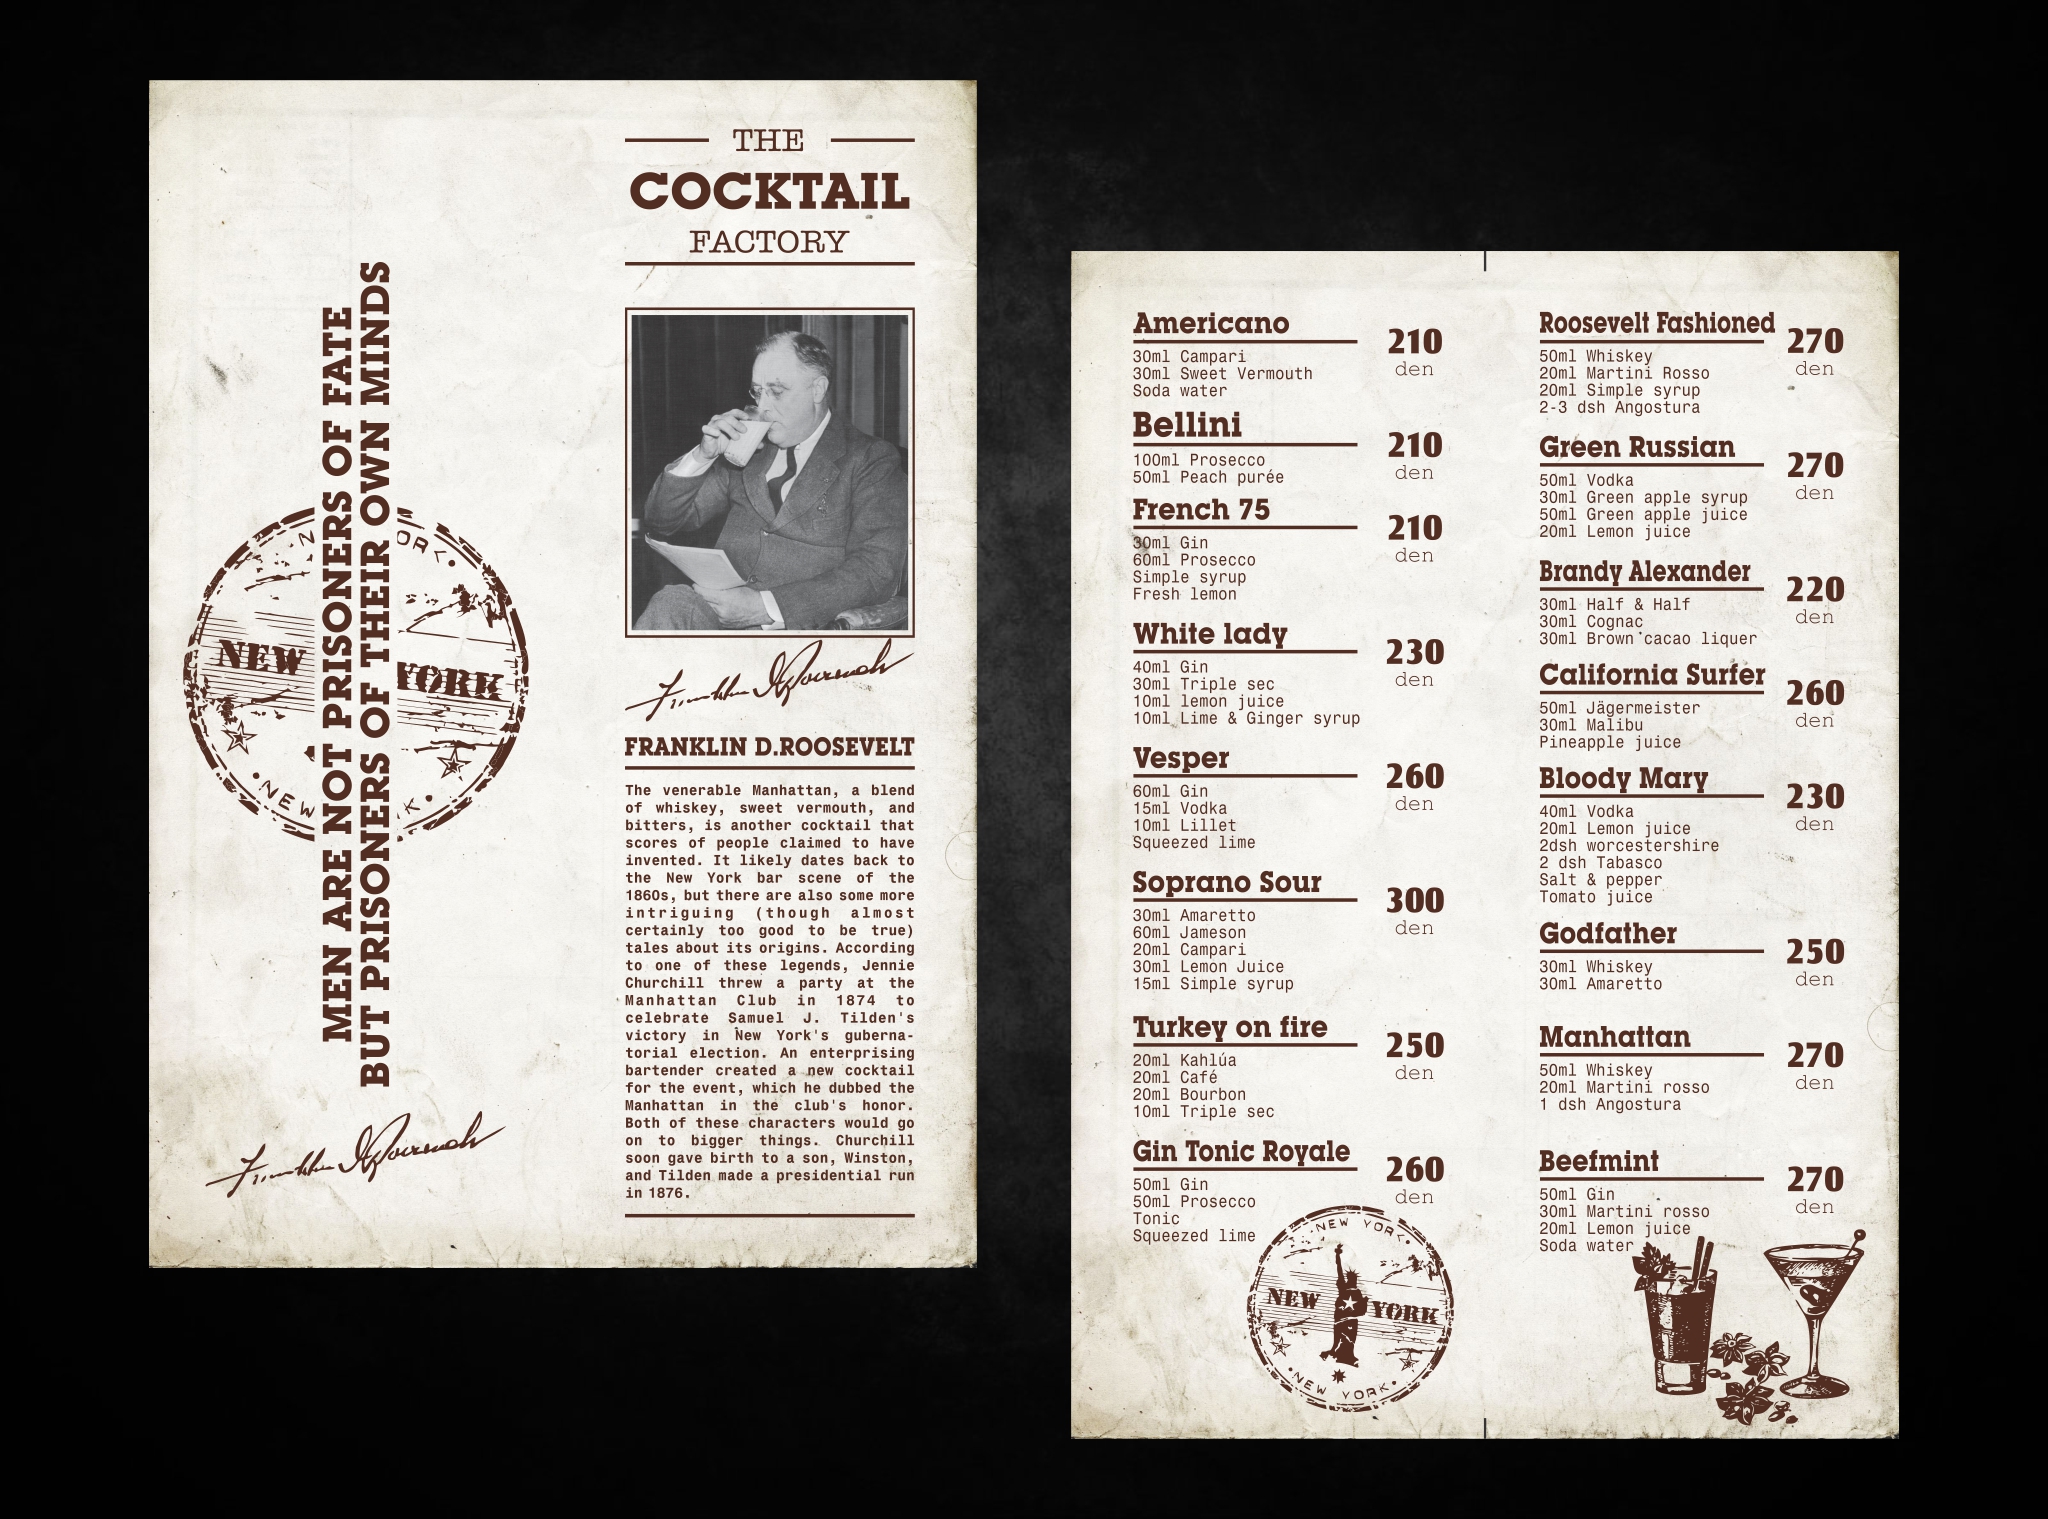 MEN ARE NOT PRISONERS OF FATE
BUT PRISONERS OF THEIR OWN MINDS
NEW YORK
NEW
THE
COCKTAIL
FACTORY
FRANKLIN D.ROOSEVELT
The venerable Manhattan, a blend
of whiskey, sweet vermouth, and
bitters, is another cocktail that
scores of people claimed to have
invented. It likely dates back to
the New York bar scene of the
1860s, but there are also some more
intriguing (though almost
certainly too good to be true)
tales about its origins. According
to one of these legends, Jennie
Churchill threw a party at the
Manhattan Club in 1874 to
celebrate Samuel J. Tilden's
victory in New York's guberna-
torial election. An enterprising
bartender created a new cocktail
for the event, which he dubbed the
Manhattan in the club's honor.
Both of these characters would go
on to bigger things. Churchill
soon gave birth to a son, Winston,
and Tilden made a presidential run
in 1876.
Americano
210
den
30ml Campari
30ml Sweet Vermouth
Soda water
Bellini
210
den
100ml Prosecco
50ml Peach purée
French 75
210
den
30ml Gin
60ml Prosecco
Simple syrup
Fresh lemon
White lady
230
den
40ml Gin
30ml Triple sec
10ml lemon juice
10ml Lime & Ginger syrup
Vesper
260
den
60ml Gin
15ml Vodka
10ml Lillet
Squeezed lime
Soprano Sour
300
den
30ml Amaretto
60ml Jameson
20ml Campari
30ml Lemon Juice
15ml Simple syrup
Turkey on fire
250
den
20ml Kahlúa
20ml Café
20ml Bourbon
10ml Triple sec
Gin Tonic Royale
260
den
50ml Gin
50ml Prosecco
Tonic
Squeezed lime
NEW YORK
NEW YORK
NEW YORK
Roosevelt Fashioned
270
den
50ml Whiskey
20ml Martini Rosso
20ml Simple syrup
2-3 dsh Angostura
Green Russian
270
den
50ml Vodka
30ml Green apple syrup
50ml Green apple juice
20ml Lemon juice
Brandy Alexander
220
den
30ml Half & Half
30ml Cognac
30ml Brown cacao liquer
California Surfer
260
den
50ml Jägermeister
30ml Malibu
Pineapple juice
Bloody Mary
230
den
40ml Vodka
20ml Lemon juice
2dsh worcestershire
2 dsh Tabasco
Salt & pepper
Tomato juice
Godfather
250
den
30ml Whiskey
30ml Amaretto
Manhattan
270
den
50ml Whiskey
20ml Martini rosso
1 dsh Angostura
Beefmint
270
den
50ml Gin
30ml Martini rosso
20ml Lemon juice
Soda water